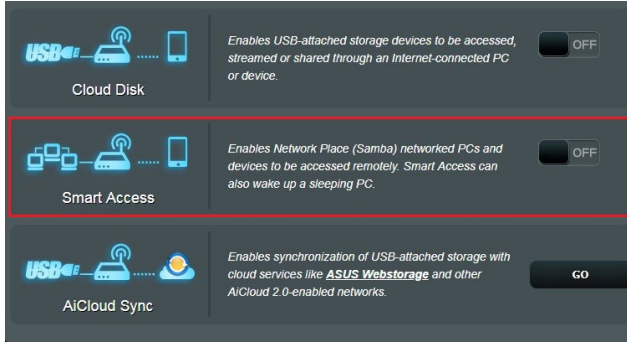 Enables USB-attached storage devices to be accessed,
USB OFF
streamed or shared through an Internet-connected PC
or device.
Cloud Disk
Enables Network Place (Samba) networked PCs and
OFF
devices to be accessed remotely. Smart Access can
also wake up a sleeping PC.
Smart Access
Enables synchronization of USB-attached storage with
USB GO
cloud services like ASUS Webstorage and other
AiCloud 2.0-enabled networks.
AiCloud Sync